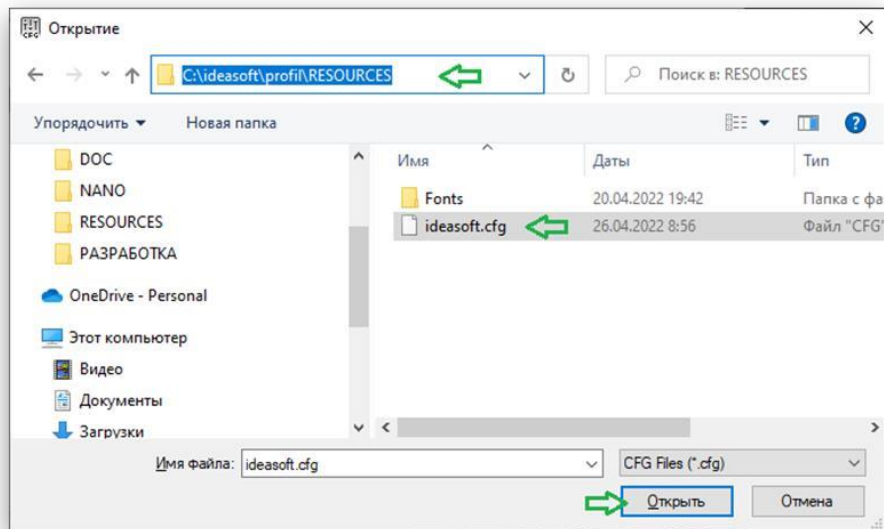 Открытие
C:\ideasoft\profil\RESOURCES
Поиск в: RESOURCES
Упорядочить
Новая папка
DOC
NANO
RESOURCES
РАЗРАБОТКА
OneDrive - Personal
Этот компьютер
Видео
Документы
Загрузки
Имя Даты Тип
Fonts 20.04.2022 19:42 Папка с фа
ideasoft.cfg 26.04.2022 8:56 Файл "CFG"
Имя файла: ideasoft.cfg
CFG Files (*.cfg)
Открыть
Отмена